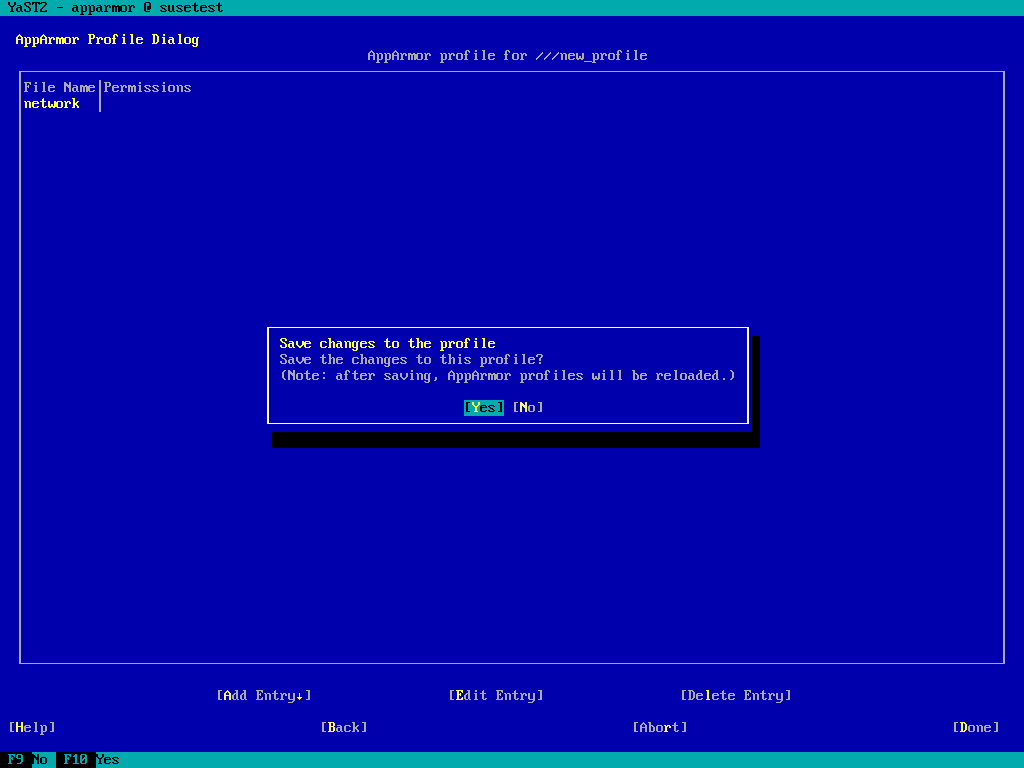 YaST2 - apparmor @ susetest
AppArmor Profile Dialog
AppArmor profile for ///new_profile
File Name|Permissions
network
Save changes to the profile
Save the changes to this profile?
(Note: after saving, AppArmor profiles will be reloaded.)
[Yes] [No]
[Add Entry↓] [Edit Entry] [Delete Entry]
[Help] [Back] [Abort] [Done]
F9 No F10 Yes